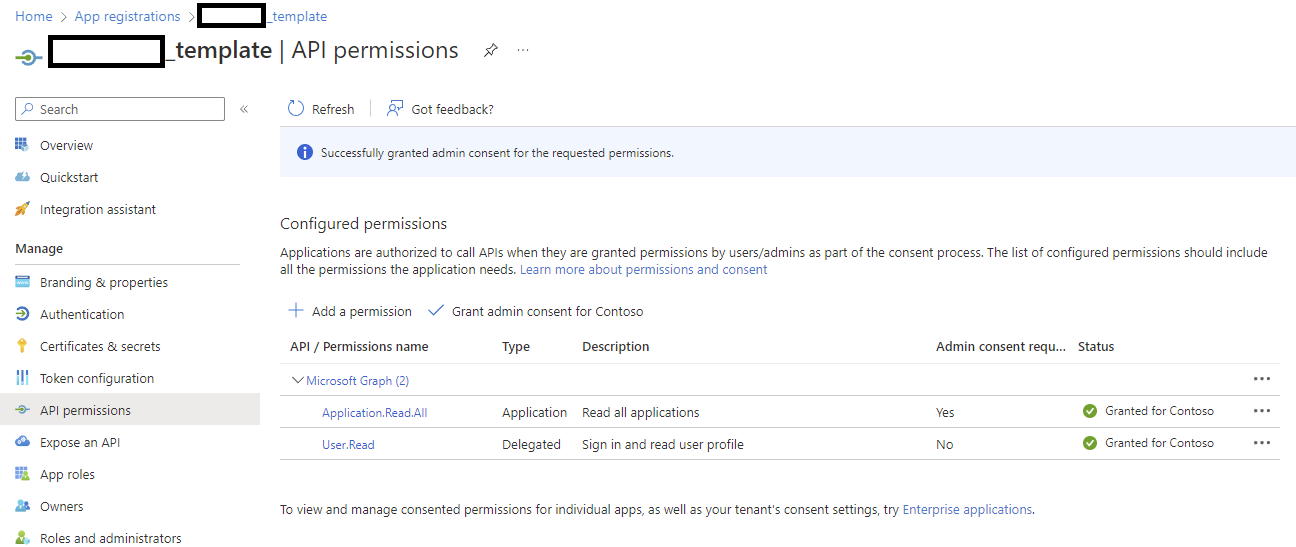 Home > App registrations > _template
_template | API permissions ...
Search «
Refresh | Got feedback?
Overview
Successfully granted admin consent for the requested permissions.
Quickstart
Integration assistant
Manage
Branding & properties
Authentication
Certificates & secrets
Token configuration
API permissions
Expose an API
App roles
Owners
Roles and administrators
Configured permissions
Applications are authorized to call APIs when they are granted permissions by users/admins as part of the consent process. The list of configured permissions should include
all the permissions the application needs. Learn more about permissions and consent
Add a permission Grant admin consent for Contoso
API / Permissions name Type Description Admin consent requ... Status
Microsoft Graph (2) ...
Application.Read.All Application Read all applications Yes Granted for Contoso ...
User.Read Delegated Sign in and read user profile No Granted for Contoso ...
To view and manage consented permissions for individual apps, as well as your tenant's consent settings, try Enterprise applications.